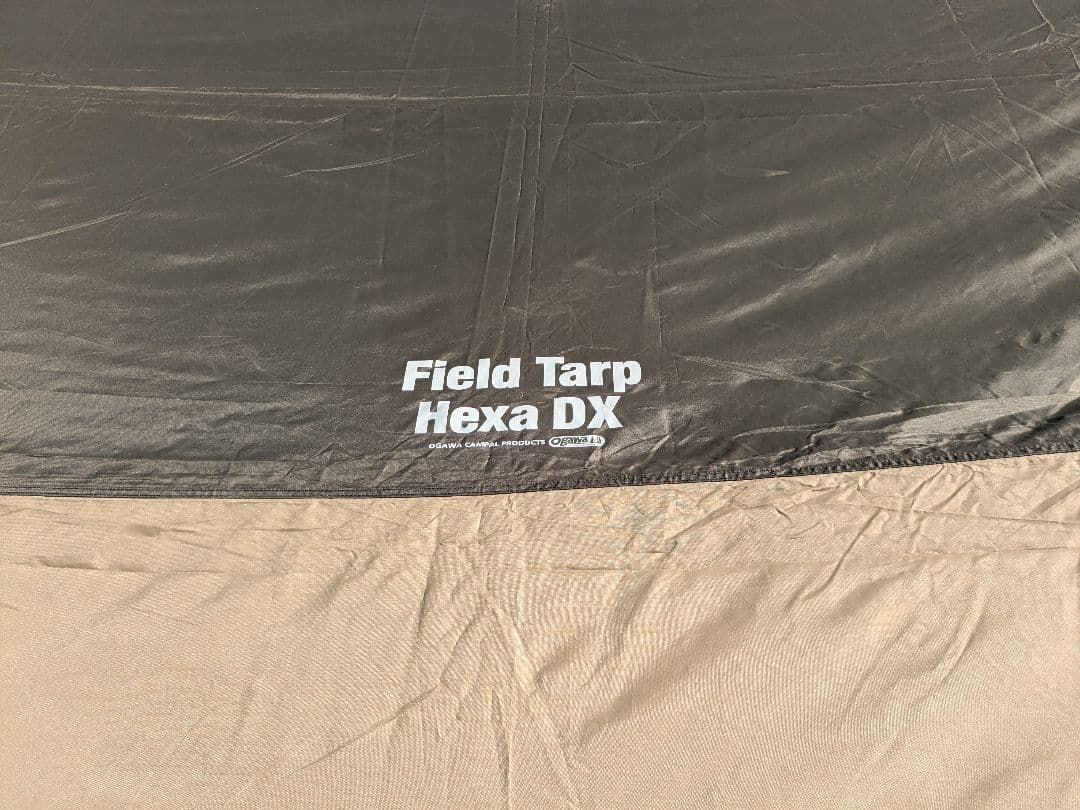 Field Tarp
Hexa DX
OGAWA CAMPAL PRODUCTS ogawa